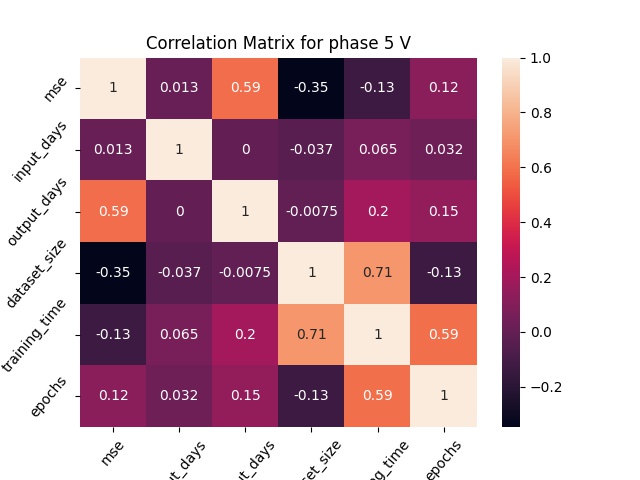 Correlation Matrix for phase 5 V
mse 1 0.013 0.59 -0.35 -0.13 0.12
input_days 0.013 1 0 -0.037 0.065 0.032
output_days 0.59 0 1 -0.0075 0.2 0.15
dataset_size -0.35 -0.037 -0.0075 1 0.71 -0.13
training_time -0.13 0.065 0.2 0.71 1 0.59
epochs 0.12 0.032 0.15 -0.13 0.59 1
mse ut_days ut_days set_size ng_time epochs
1.0
0.8
0.6
0.4
0.2
0.0
−0.2